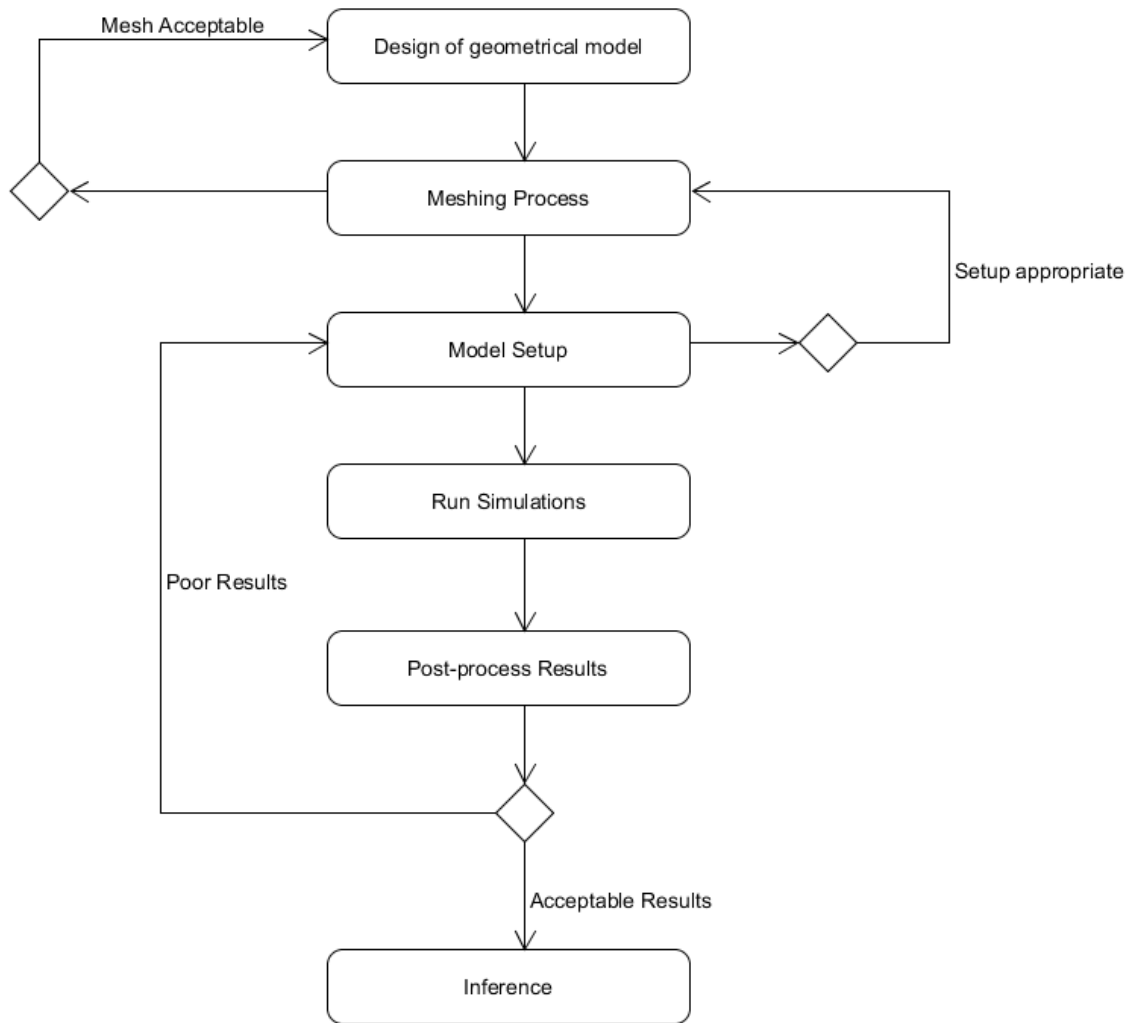 Mesh Acceptable
Design of geometrical model
Meshing Process
Setup appropriate
Model Setup
Run Simulations
Poor Results
Post-process Results
Acceptable Results
Inference